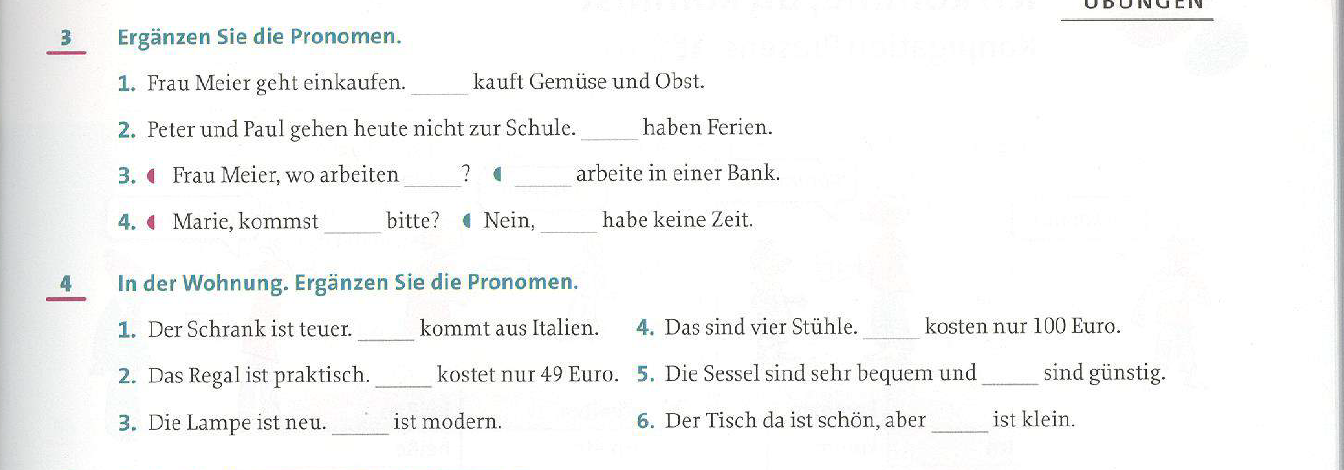 ÜBUNGEN
3 Ergänzen Sie die Pronomen.
1. Frau Meier geht einkaufen. _____ kauft Gemüse und Obst.
2. Peter und Paul gehen heute nicht zur Schule. _____ haben Ferien.
3. Frau Meier, wo arbeiten _____? _____ arbeite in einer Bank.
4. Marie, kommst _____ bitte? Nein, _____ habe keine Zeit.
4 In der Wohnung. Ergänzen Sie die Pronomen.
1. Der Schrank ist teuer. _____ kommt aus Italien.
2. Das Regal ist praktisch. _____ kostet nur 49 Euro.
3. Die Lampe ist neu. _____ ist modern.
4. Das sind vier Stühle. _____ kosten nur 100 Euro.
5. Die Sessel sind sehr bequem und _____ sind günstig.
6. Der Tisch da ist schön, aber _____ ist klein.